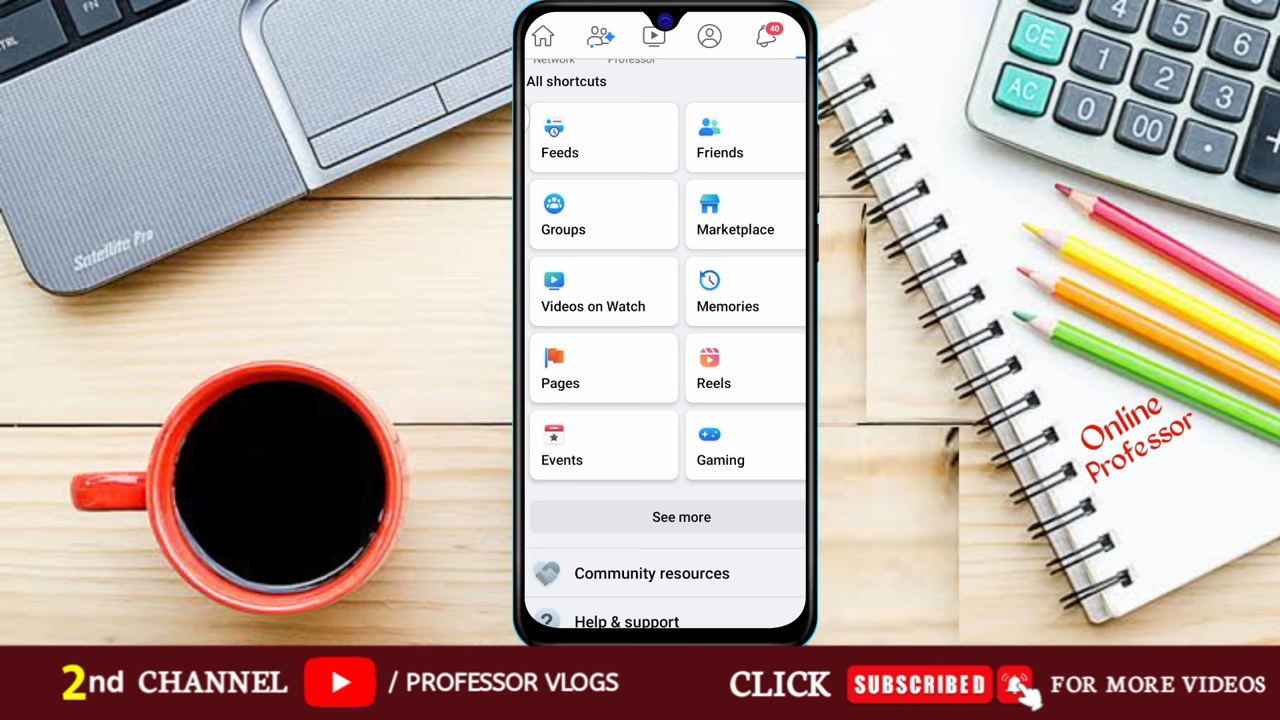 TRL
FN
Satellite Pro
40
Network Professor
All shortcuts
Feeds
Friends
Groups
Marketplace
Videos on Watch
Memories
Pages
Reels
Events
Gaming
See more
Community resources
? Help & support
CE 4 5 6
AC 1 2 3
0 00 . +
Online
Professor
2nd CHANNEL / PROFESSOR VLOGS CLICK SUBSCRIBED FOR MORE VIDEOS